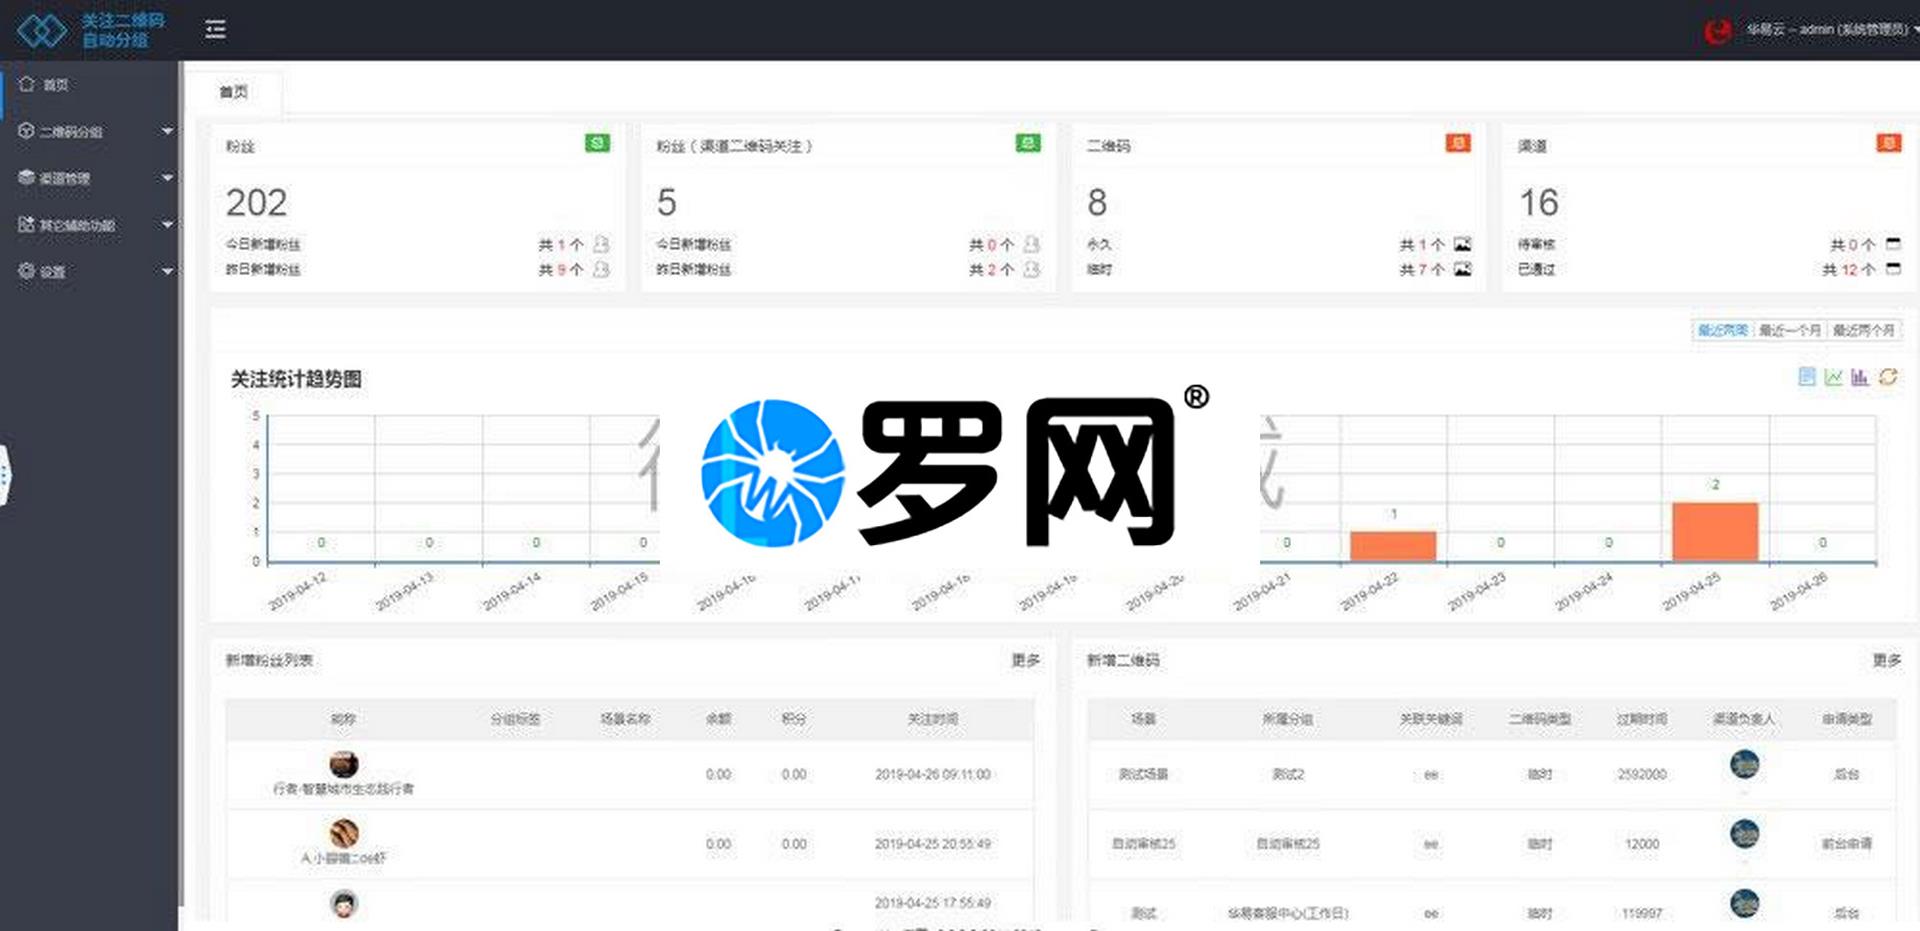 关注二维码
自动分组
华易云 - admin (系统管理员)
首页
二维码分组
渠道管理
其它辅助功能
设置
首页
粉丝 总
202
今日新增粉丝 共 1 个
昨日新增粉丝 共 9 个
粉丝（渠道二维码关注） 总
5
今日新增粉丝 共 0 个
昨日新增粉丝 共 2 个
二维码 总
8
永久 共 1 个
临时 共 7 个
渠道 总
16
待审核 共 0 个
已通过 共 12 个
最近两周 最近一个月 最近两个月
关注统计趋势图
罗网®
5
4
3
2
1
0
0 0 0 0 0 1 0 0 2 0
2019-04-12 2019-04-13 2019-04-14 2019-04-15 2019-04-16 2019-04-17 2019-04-18 2019-04-19 2019-04-20 2019-04-21 2019-04-22 2019-04-23 2019-04-24 2019-04-25 2019-04-26
新增粉丝列表 更多
昵称 分组标签 场景名称 余额 积分 关注时间
0.00 0.00 2019-04-26 09:11:00
行者·智慧城市生态践行者
0.00 0.00 2019-04-25 20:55:49
2019-04-25 17:55:49
新增二维码 更多
场景 所属分组 关联关键词 二维码类型 过期时间 渠道负责人 申请类型
测试场景 测试2 ee 临时 2592000 后台
自动审核25 自动审核25 ee 临时 12000 前台申请
测试 华易客服中心(工作日) ee 临时 119997 后台